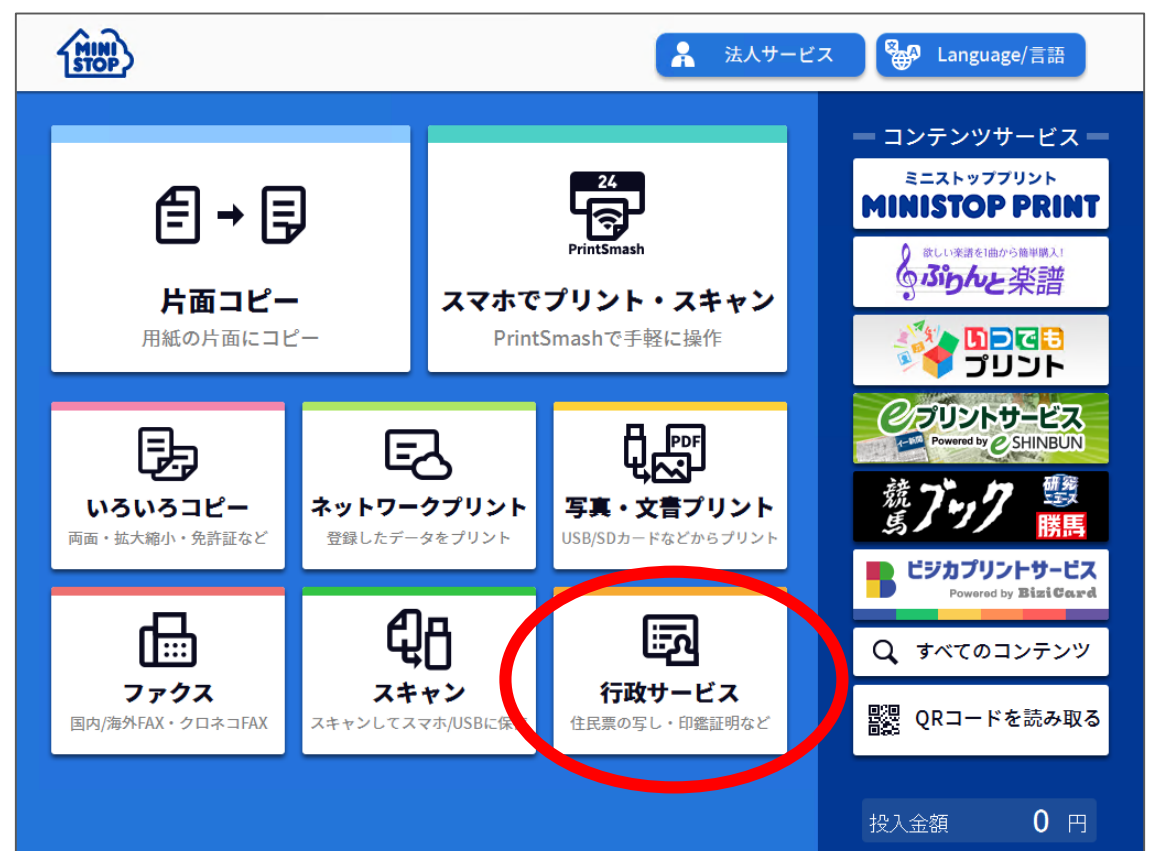 MINI
STOP
法人サービス
Language/言語
片面コピー
用紙の片面にコピー
24
PrintSmash
スマホでプリント・スキャン
PrintSmashで手軽に操作
いろいろコピー
両面・拡大縮小・免許証など
ネットワークプリント
登録したデータをプリント
PDF
写真・文書プリント
USB/SDカードなどからプリント
ファクス
国内/海外FAX・クロネコFAX
スキャン
スキャンしてスマホ/USBに保
行政サービス
住民票の写し・印鑑証明など
コンテンツサービス
ミニストッププリント
MINISTOP PRINT
欲しい楽譜を1曲から簡単購入!
ぷりんと楽譜
いつでも
プリント
eプリントサービス
Powered by e SHINBUN
競馬ブック
研究ニュース
勝馬
ビジカプリントサービス
Powered by BiziCard
すべてのコンテンツ
QRコードを読み取る
投入金額 0 円